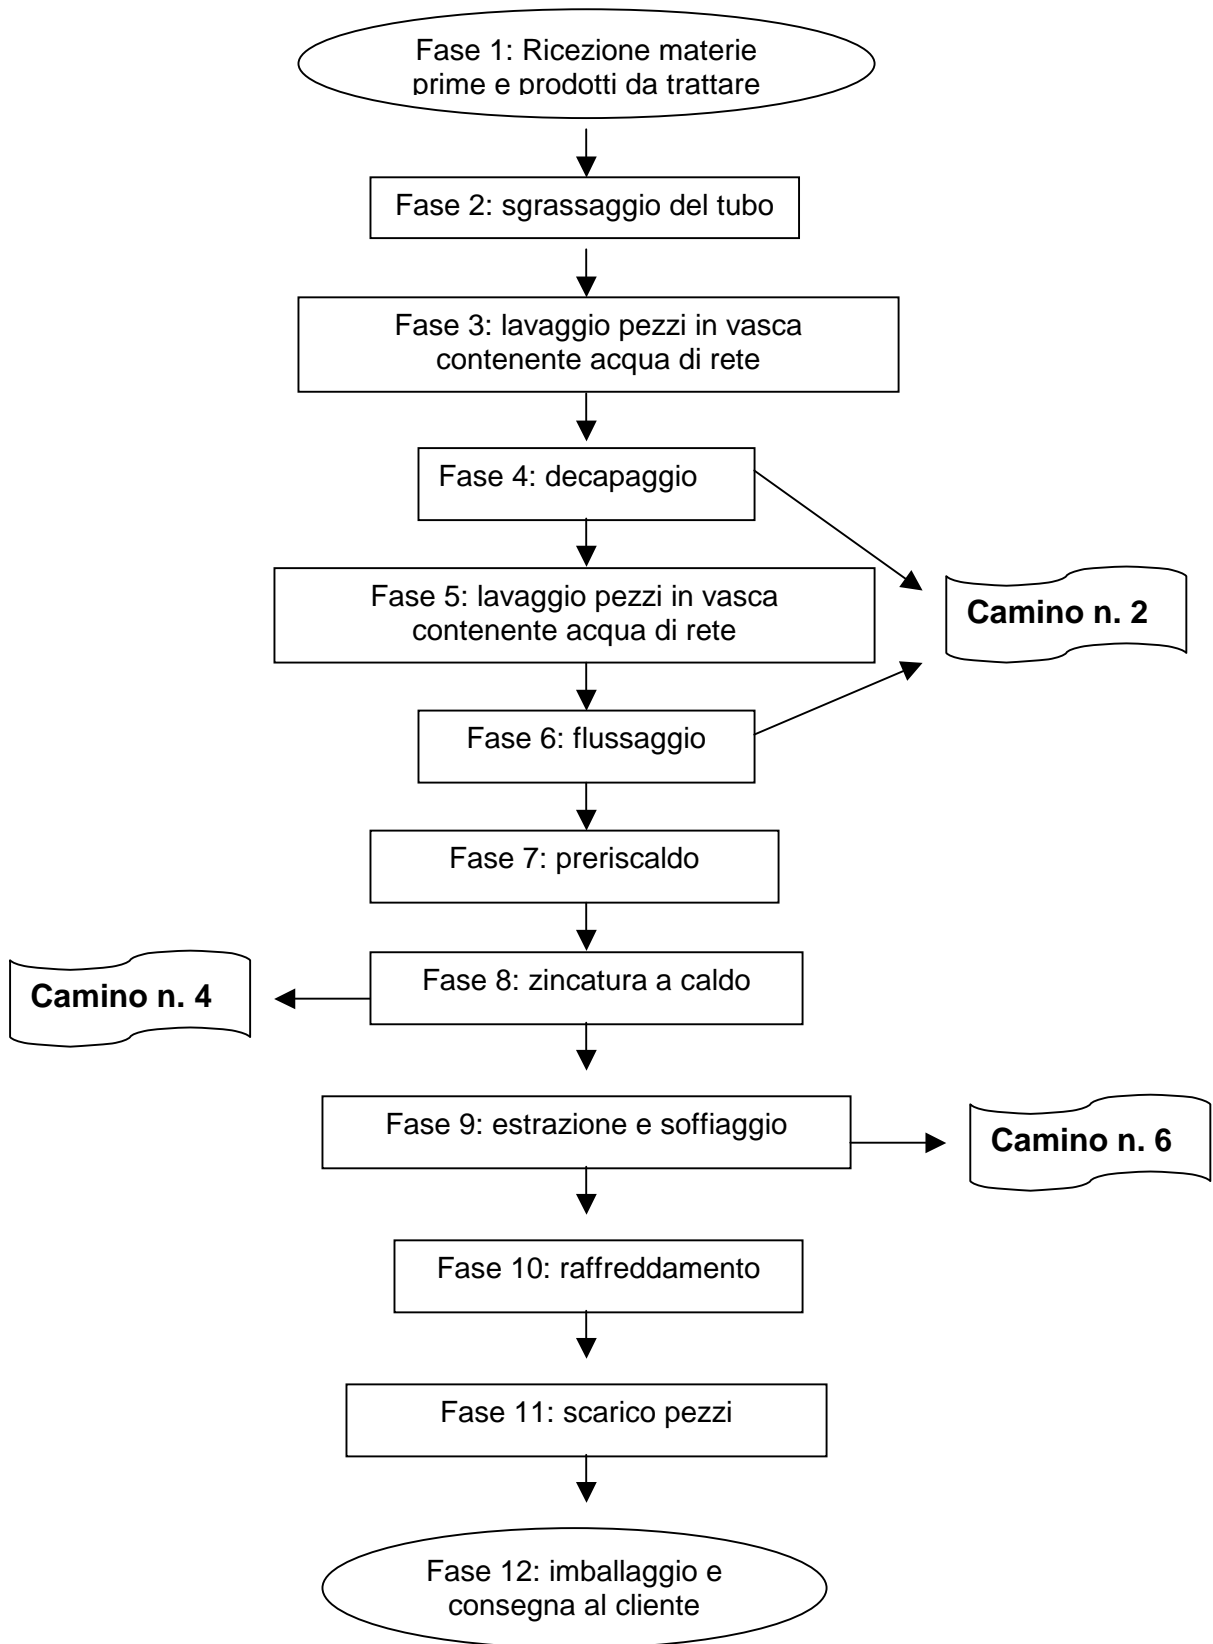 Fase 1: Ricezione materie
prime e prodotti da trattare
Fase 2: sgrassaggio del tubo
Fase 3: lavaggio pezzi in vasca
contenente acqua di rete
Fase 4: decapaggio
Fase 5: lavaggio pezzi in vasca
contenente acqua di rete
Camino n. 2
Fase 6: flussaggio
Fase 7: preriscaldo
Fase 8: zincatura a caldo
Camino n. 4
Fase 9: estrazione e soffiaggio
Camino n. 6
Fase 10: raffreddamento
Fase 11: scarico pezzi
Fase 12: imballaggio e
consegna al cliente